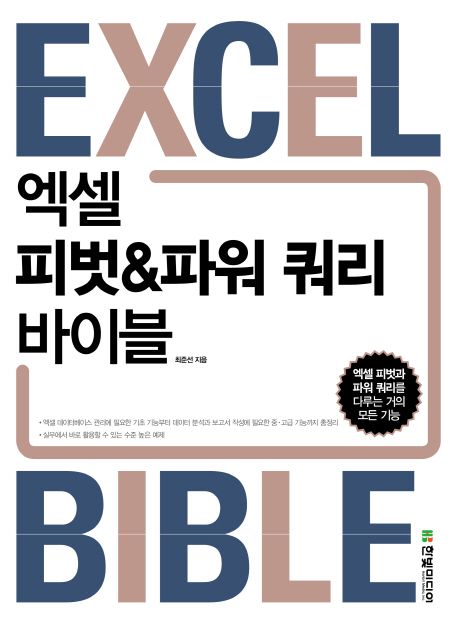 EXCEL
엑셀
피벗&파워 쿼리
바이블
최준선 지음
엑셀 피벗과
파워 쿼리를
다루는 거의
모든 기능
• 엑셀 데이터베이스 관리에 필요한 기초 기능부터 데이터 분석과 보고서 작성에 필요한 중·고급 기능까지 총정리
• 실무에서 바로 활용할 수 있는 수준 높은 예제
BIBLE
HB 한빛미디어